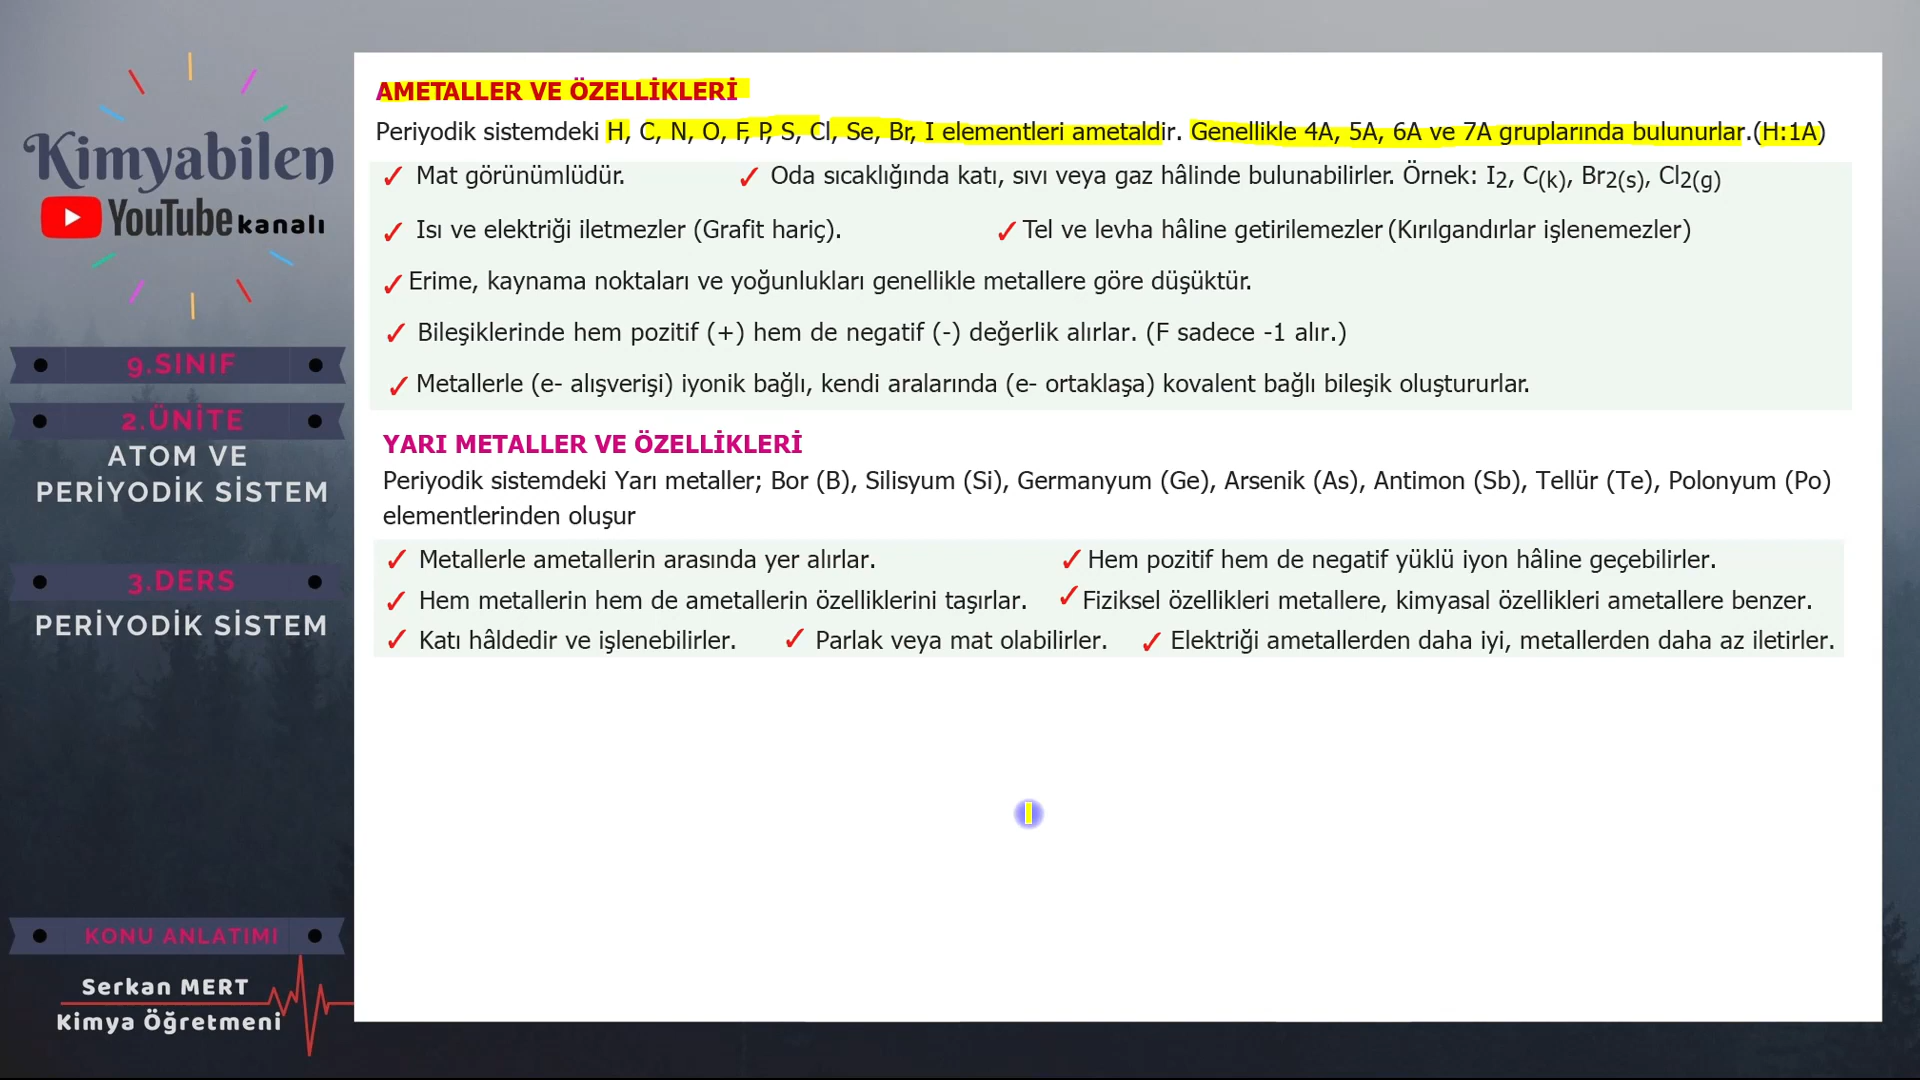 Kimyabilen
YouTube kanalı
9.SINIF
2.ÜNİTE
ATOM VE
PERİYODİK SİSTEM
3.DERS
PERİYODİK SİSTEM
KONU ANLATIMI
Serkan MERT
Kimya Öğretmeni
AMETALLER VE ÖZELLİKLERİ
Periyodik sistemdeki H, C, N, O, F, P, S, Cl, Se, Br, I elementleri ametaldir. Genellikle 4A, 5A, 6A ve 7A gruplarında bulunurlar.(H:1A)
✓ Mat görünümlüdür. ✓ Oda sıcaklığında katı, sıvı veya gaz hâlinde bulunabilirler. Örnek: I2, C(k), Br2(s), Cl2(g)
✓ Isı ve elektriği iletmezler (Grafit hariç). ✓ Tel ve levha hâline getirilemezler (Kırılgandırlar işlenemezler)
✓ Erime, kaynama noktaları ve yoğunlukları genellikle metallere göre düşüktür.
✓ Bileşiklerinde hem pozitif (+) hem de negatif (-) değerlik alırlar. (F sadece -1 alır.)
✓ Metallerle (e- alışverişi) iyonik bağlı, kendi aralarında (e- ortaklaşa) kovalent bağlı bileşik oluştururlar.
YARI METALLER VE ÖZELLİKLERİ
Periyodik sistemdeki Yarı metaller; Bor (B), Silisyum (Si), Germanyum (Ge), Arsenik (As), Antimon (Sb), Tellür (Te), Polonyum (Po)
elementlerinden oluşur
✓ Metallerle ametallerin arasında yer alırlar. ✓ Hem pozitif hem de negatif yüklü iyon hâline geçebilirler.
✓ Hem metallerin hem de ametallerin özelliklerini taşırlar. ✓ Fiziksel özellikleri metallere, kimyasal özellikleri ametallere benzer.
✓ Katı hâldedir ve işlenebilirler. ✓ Parlak veya mat olabilirler. ✓ Elektriği ametallerden daha iyi, metallerden daha az iletirler.